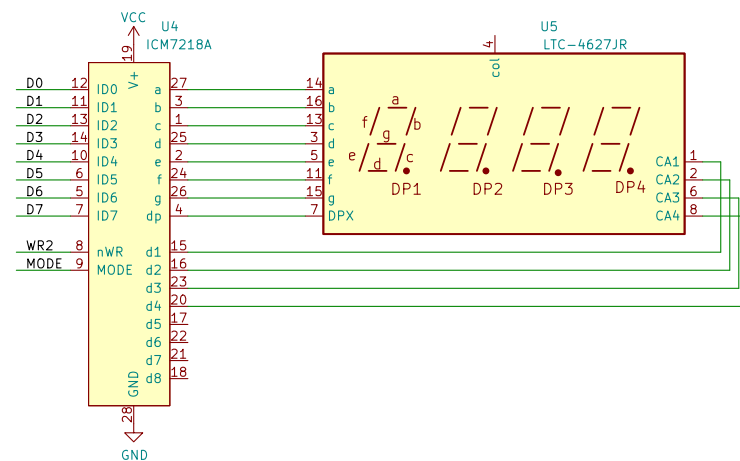 VCC
U4
ICM7218A
19
V+
D0 12 ID0 a 27
D1 11 ID1 b 3
D2 13 ID2 c 1
D3 14 ID3 d 25
D4 10 ID4 e 2
D5 6 ID5 f 24
D6 5 ID6 g 26
D7 7 ID7 dp 4
WR2 8 nWR d1 15
MODE 9 MODE d2 16
d3 23
d4 20
d5 17
d6 22
d7 21
d8 18
GND
28
GND
U5
LTC-4627JR
4
col
14 a
16 b
13 c
3 d
5 e
11 f
15 g
7 DPX
a
f b
g
e c
d
DP1 DP2 DP3 DP4
CA1 1
CA2 2
CA3 6
CA4 8